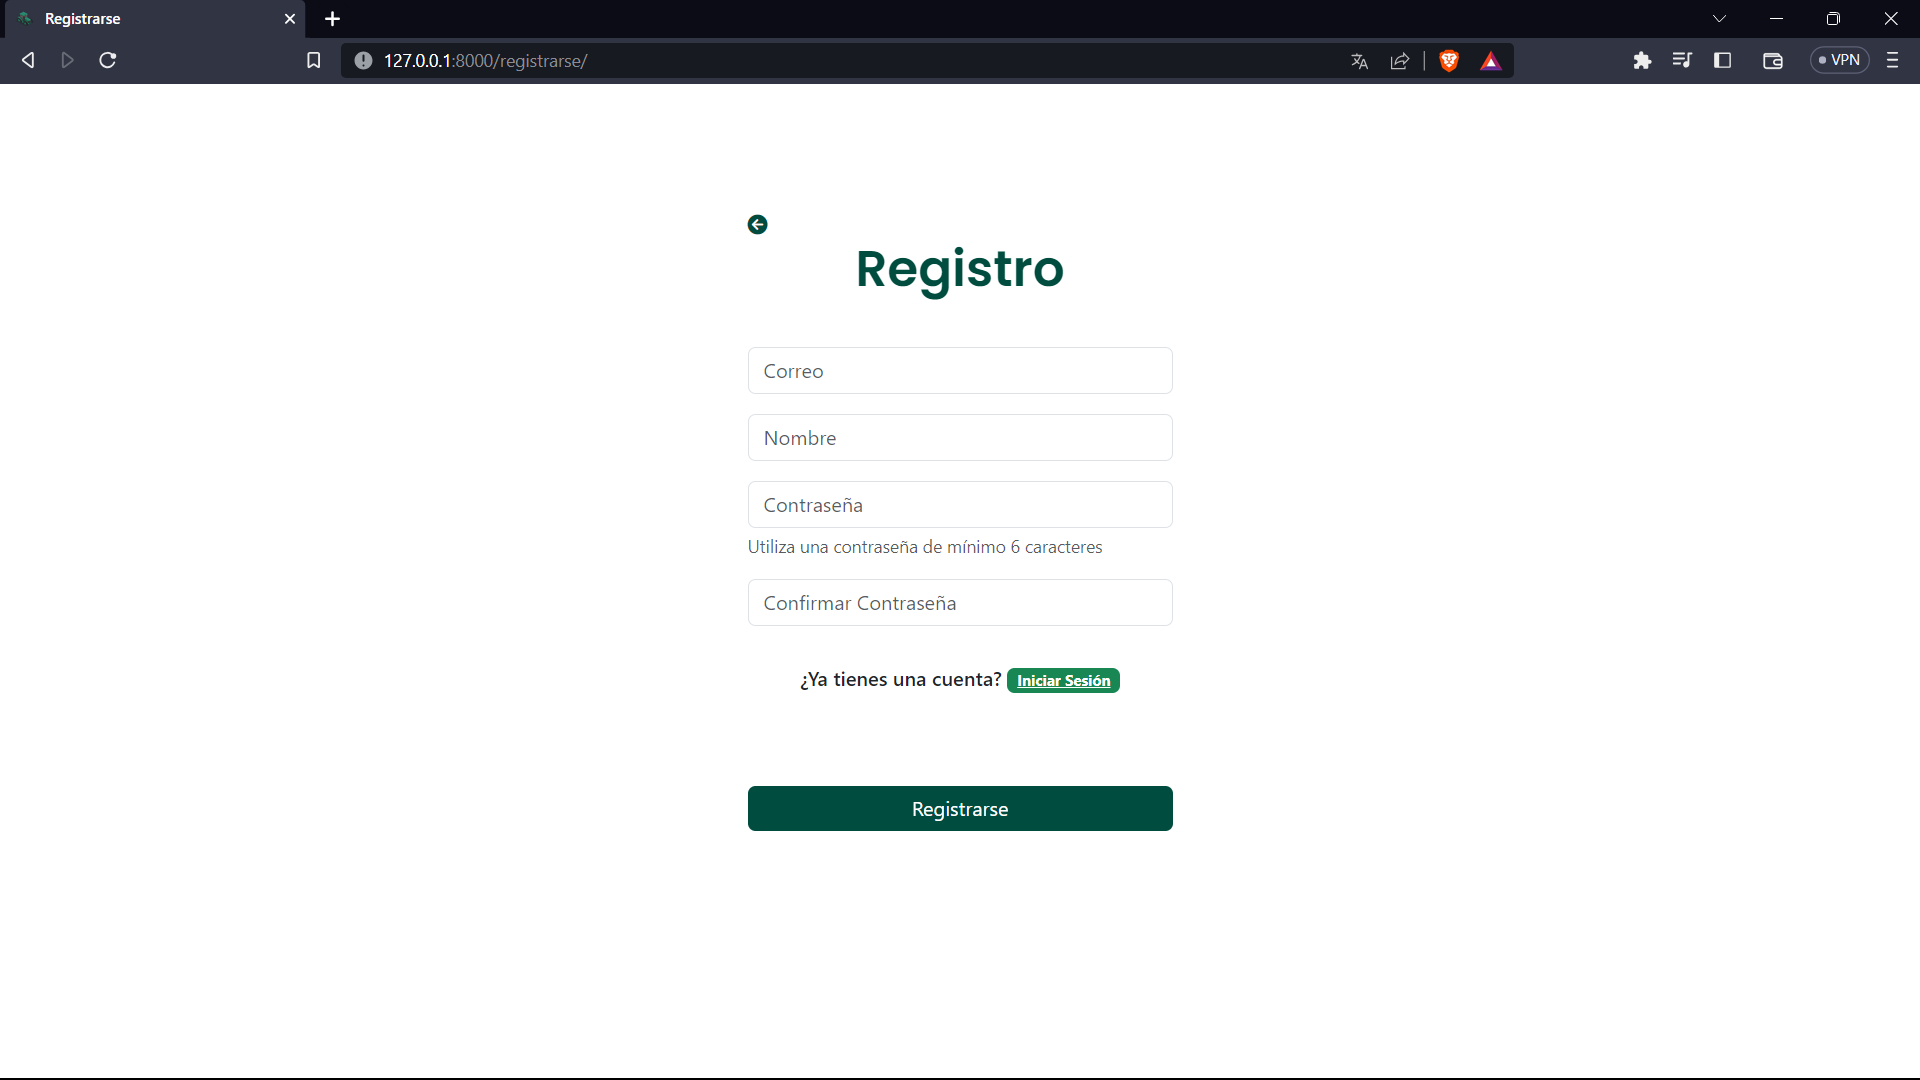 Registrarse
127.0.0.1:8000/registrarse/
VPN
Registro
Correo
Nombre
Contraseña
Utiliza una contraseña de mínimo 6 caracteres
Confirmar Contraseña
¿Ya tienes una cuenta? Iniciar Sesión
Registrarse